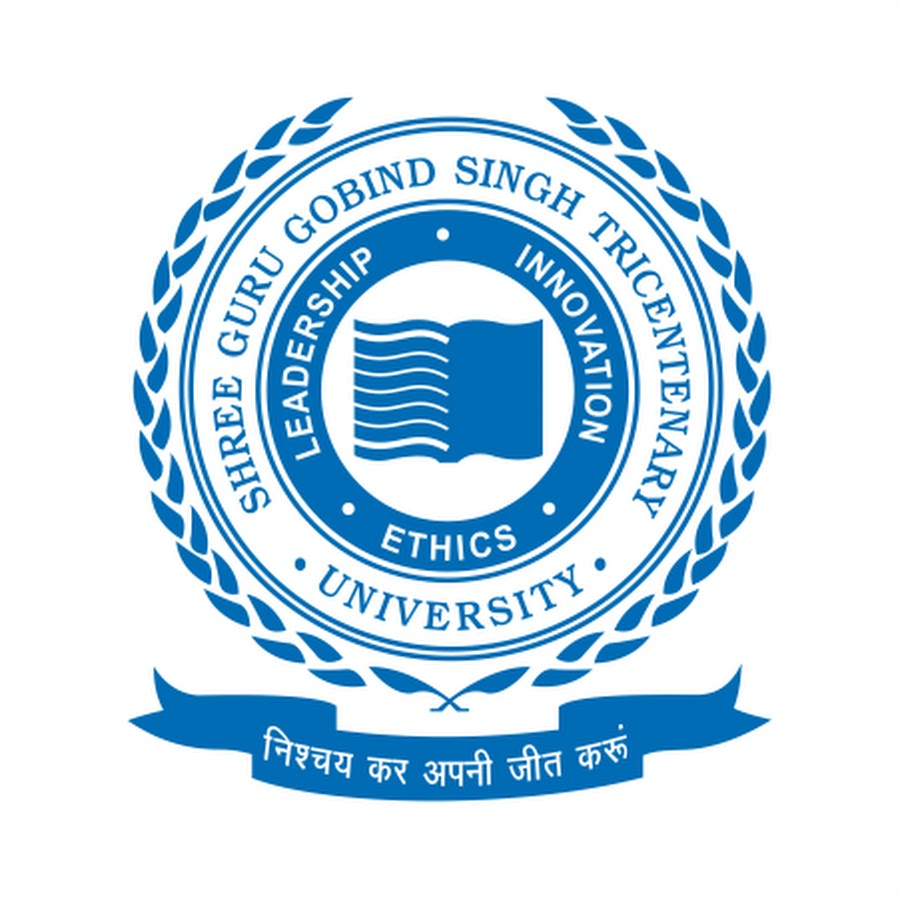 SHREE GURU GOBIND SINGH TRICENTENARY
UNIVERSITY
LEADERSHIP
INNOVATION
ETHICS
निश्चय कर अपनी जीत करूं